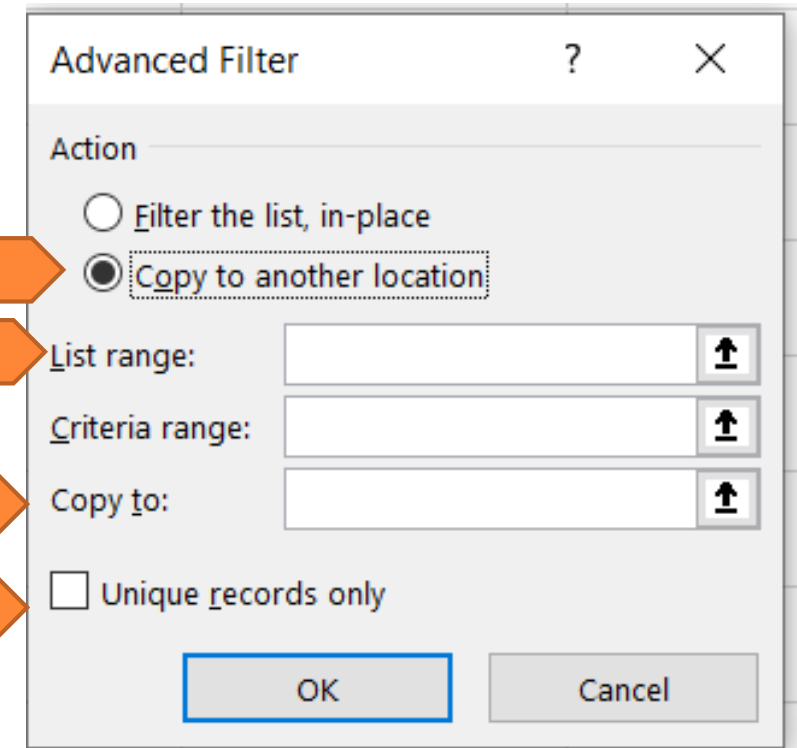 Advanced Filter ?
Action
Filter the list, in-place
Copy to another location
List range:
Criteria range:
Copy to:
Unique records only
OK Cancel